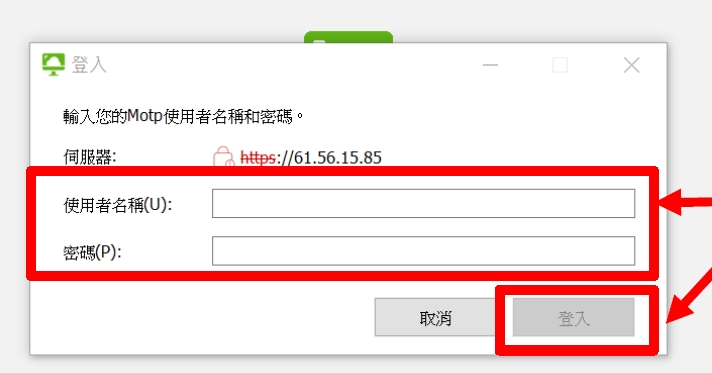 登入
輸入您的Motp使用者名稱和密碼。
伺服器: https://61.56.15.85
使用者名稱(U):
密碼(P):
取消 登入